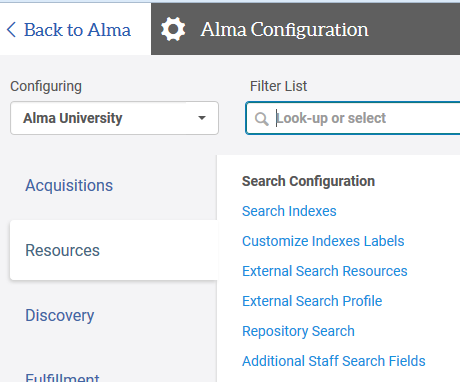 Back to Alma
Alma Configuration
Configuring
Alma University
Filter List
Look-up or select
Acquisitions
Resources
Discovery
Fulfillment
Search Configuration
Search Indexes
Customize Indexes Labels
External Search Resources
External Search Profile
Repository Search
Additional Staff Search Fields